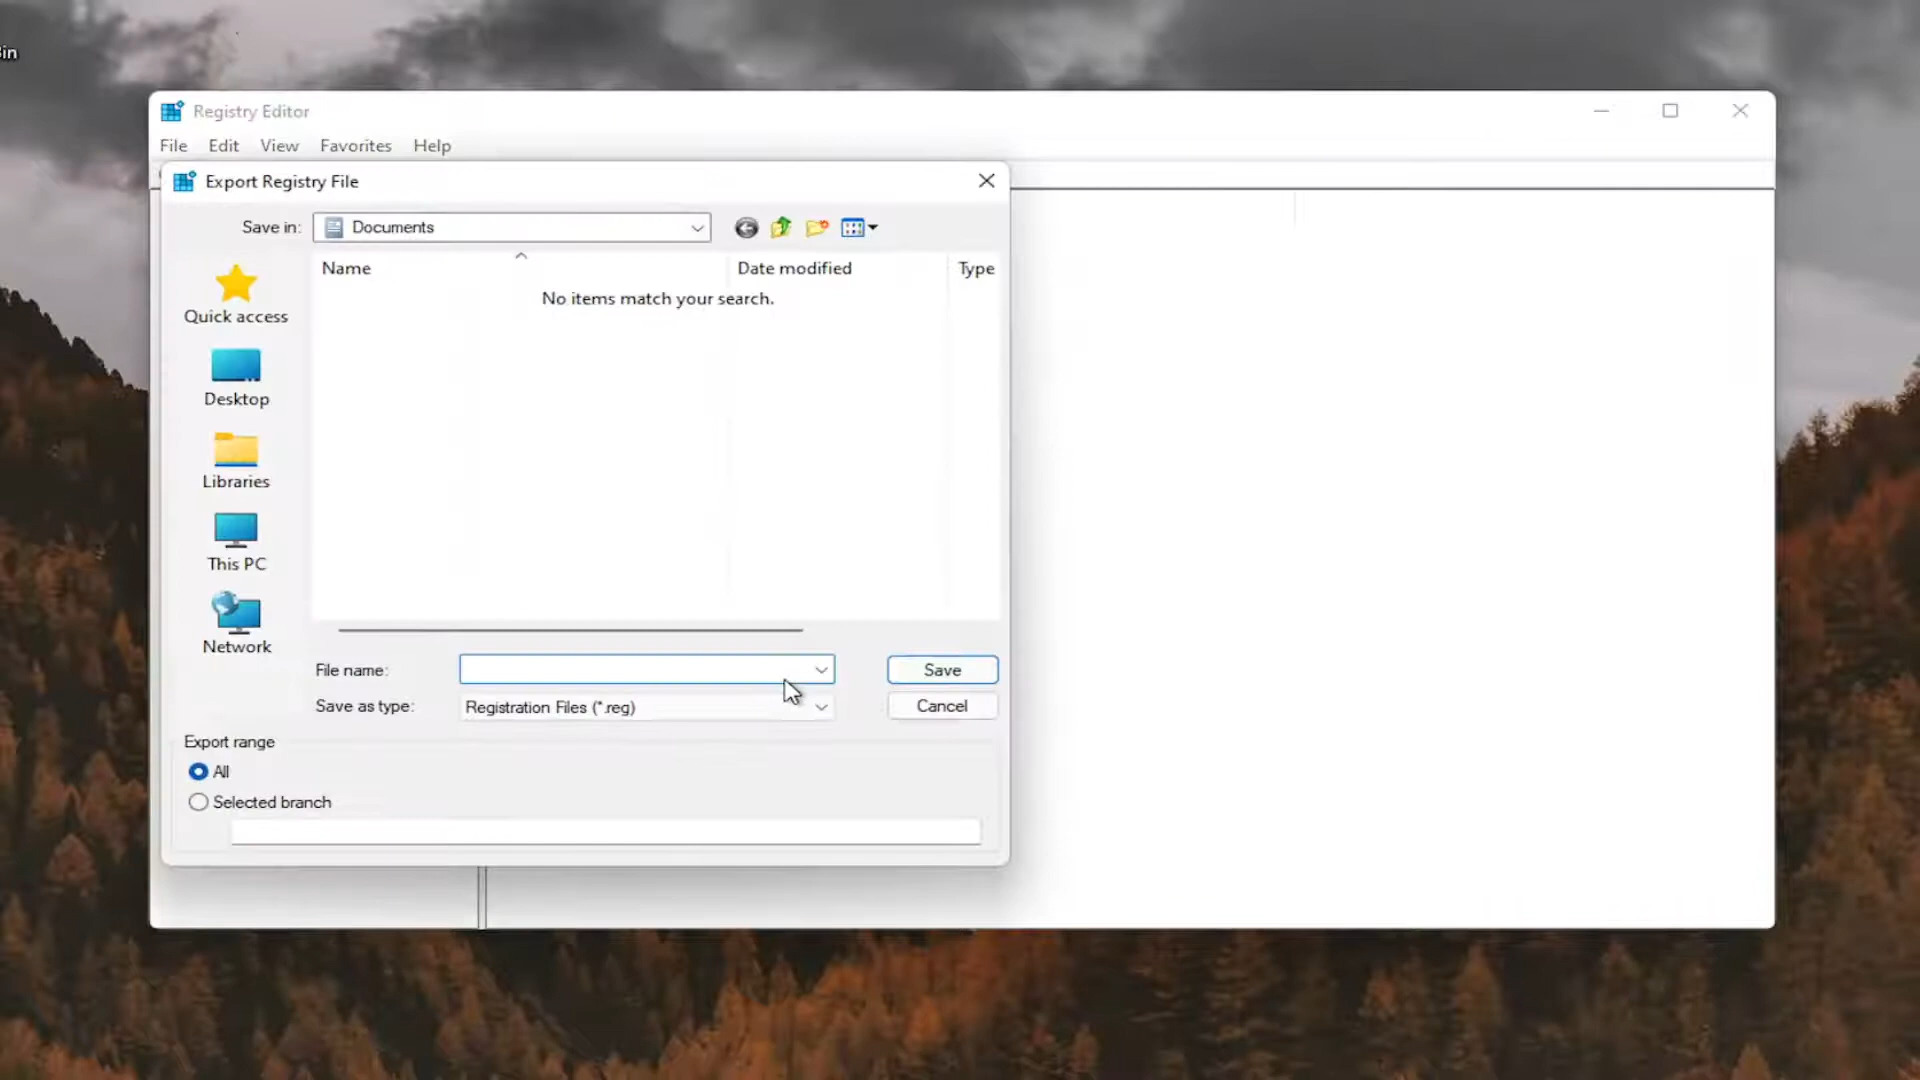 in
Registry Editor
File Edit View Favorites Help
Export Registry File
Save in: Documents
Name Date modified Type
No items match your search.
Quick access
Desktop
Libraries
This PC
Network
File name: Save
Save as type: Registration Files (*.reg) Cancel
Export range
All
Selected branch